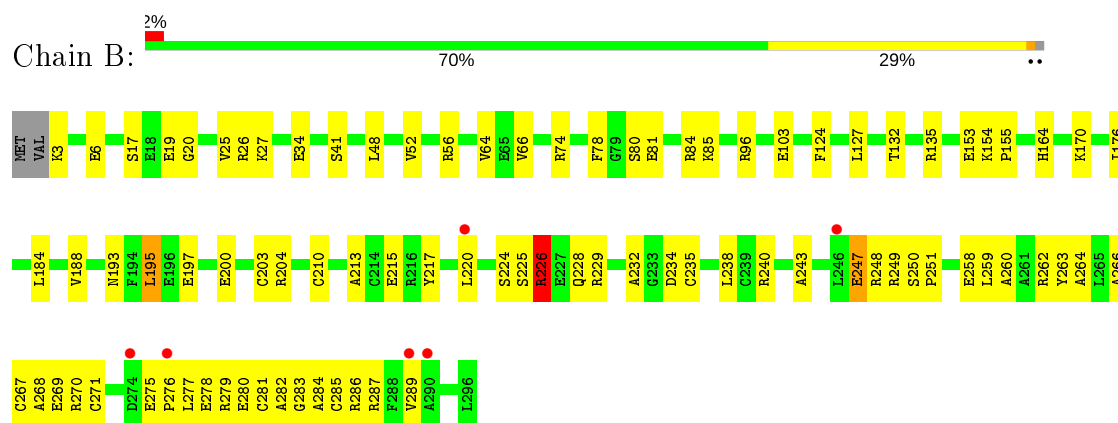 2%
Chain B:
70% 29% ••
MET VAL K3 E6 S17 E18 E19 G20 V25 R26 K27 E34 S41 L48 V52 R56 V64 E65 V66 R74 F78 G79 S80 E81 R84 K85 R96 E103 F124 L127 T132 R135 E153 K154 P155 H164 K170
L184 V188 N193 F194 L195 E196 E197 E200 C203 R204 C210 A213 C214 E215 R216 Y217 L220 S224 S225 R226 E227 Q228 R229 A232 G233 D234 C235 L238 C239 R240 A243 L246 E247 R248 R249 S250 P251 E258 L259 A260 A261 R262 Y263 A264 L265 A266
C267 A268 E269 R270 C271 D274 E275 P276 L277 E278 R279 E280 C281 A282 G283 A284 C285 R286 R287 F288 V289 A290 L296